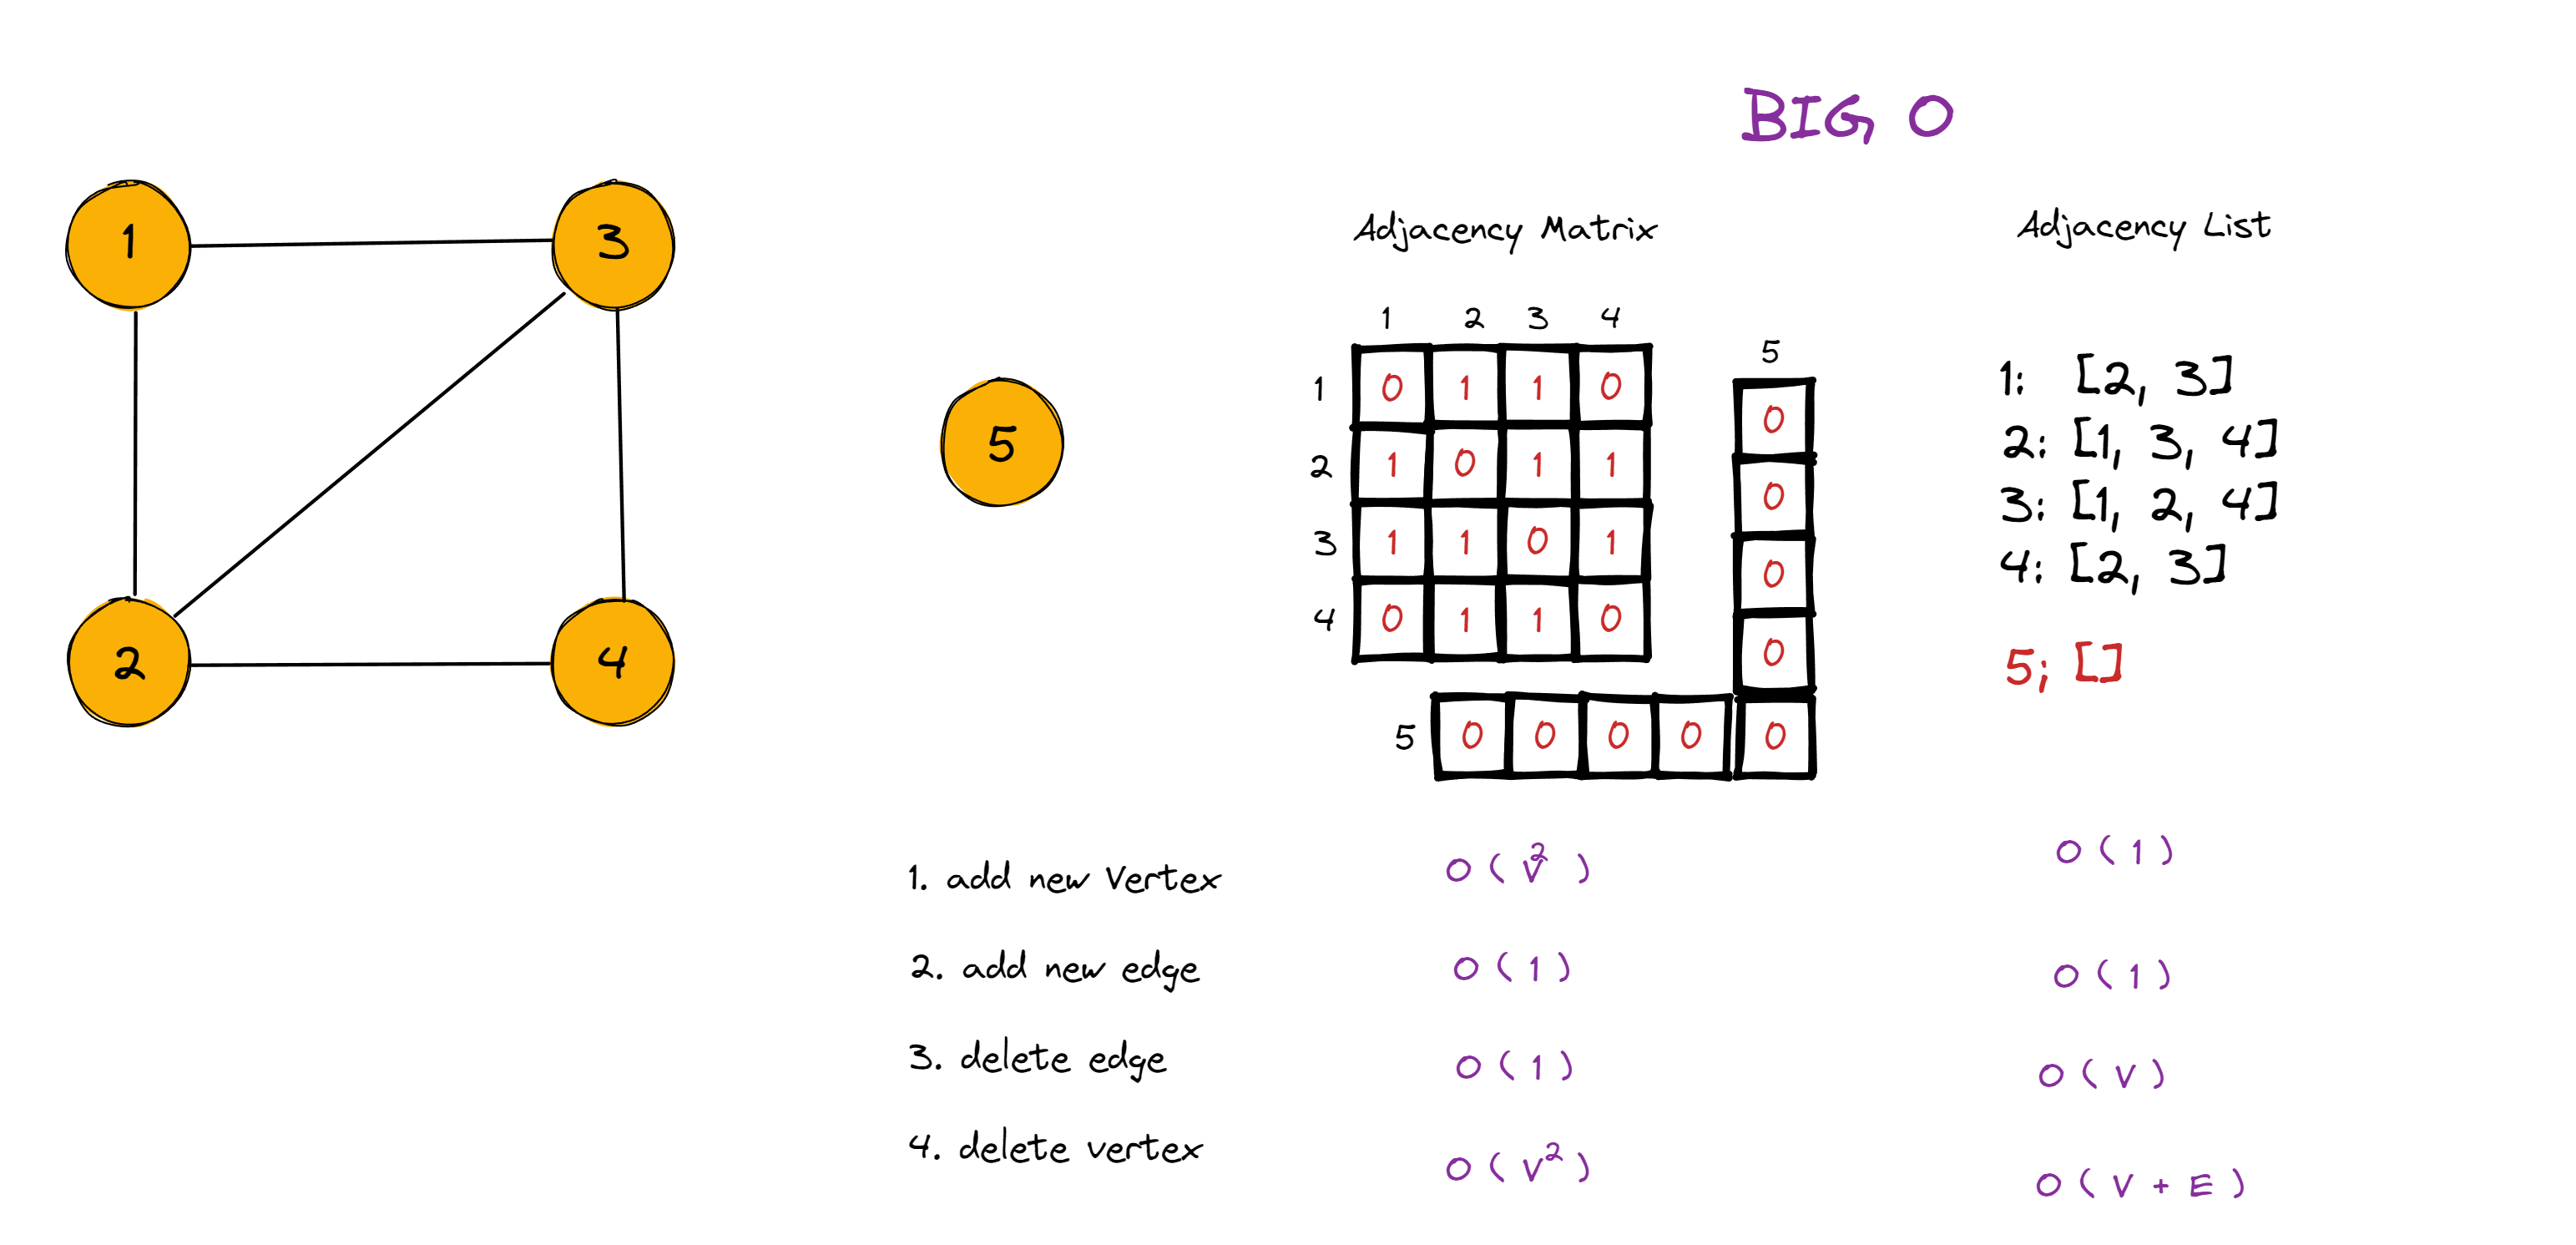 BIG O
1
3
2
4
5
Adjacency Matrix
1 2 3 4
1 0 1 1 0
2 1 0 1 1
3 1 1 0 1
4 0 1 1 0
5
0
0
0
0
5 0 0 0 0 0
Adjacency List
1: [2, 3]
2: [1, 3, 4]
3: [1, 2, 4]
4: [2, 3]
5; []
1. add new Vertex O ( V² ) O ( 1 )
2. add new edge O ( 1 ) O ( 1 )
3. delete edge O ( 1 ) O ( V )
4. delete vertex O ( V² ) O ( V + E )